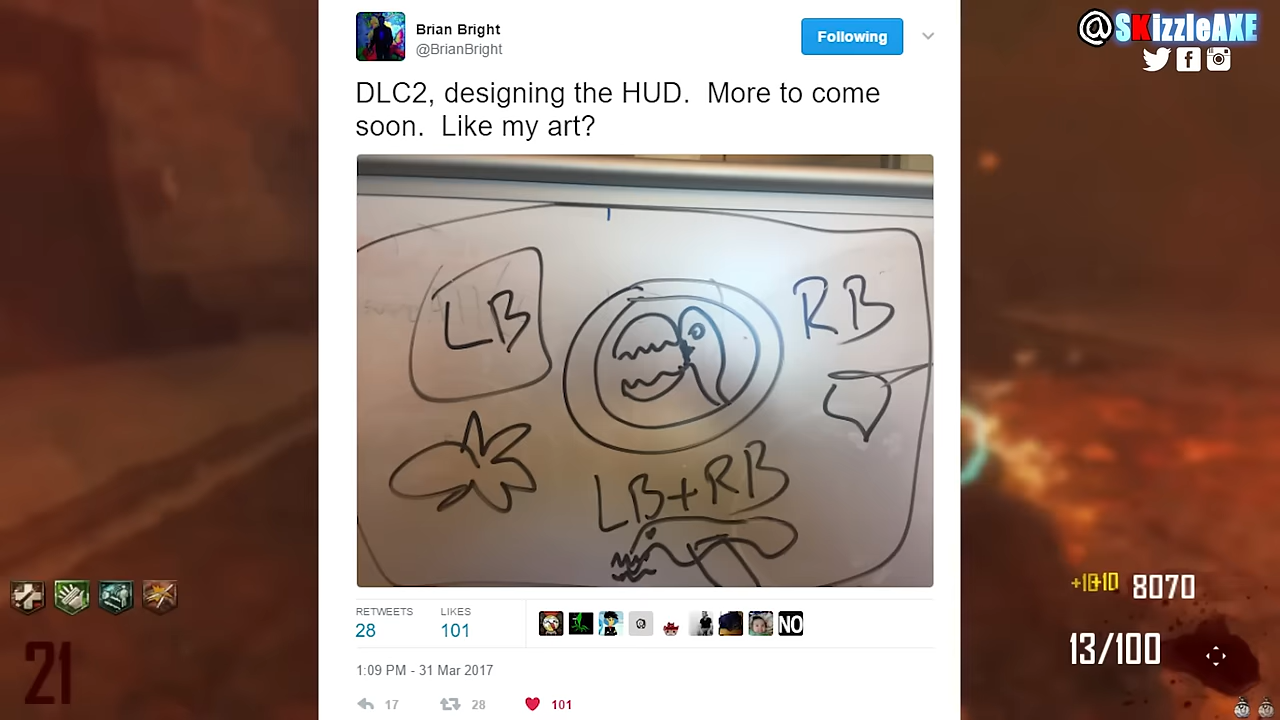 Brian Bright
@BrianBright
Following
DLC2, designing the HUD. More to come
soon. Like my art?
LB
RB
LB+RB
RETWEETS
LIKES
28
101
NO
1:09 PM - 31 Mar 2017
17
28
101
@SKizzleAXE
21
8070
13/100